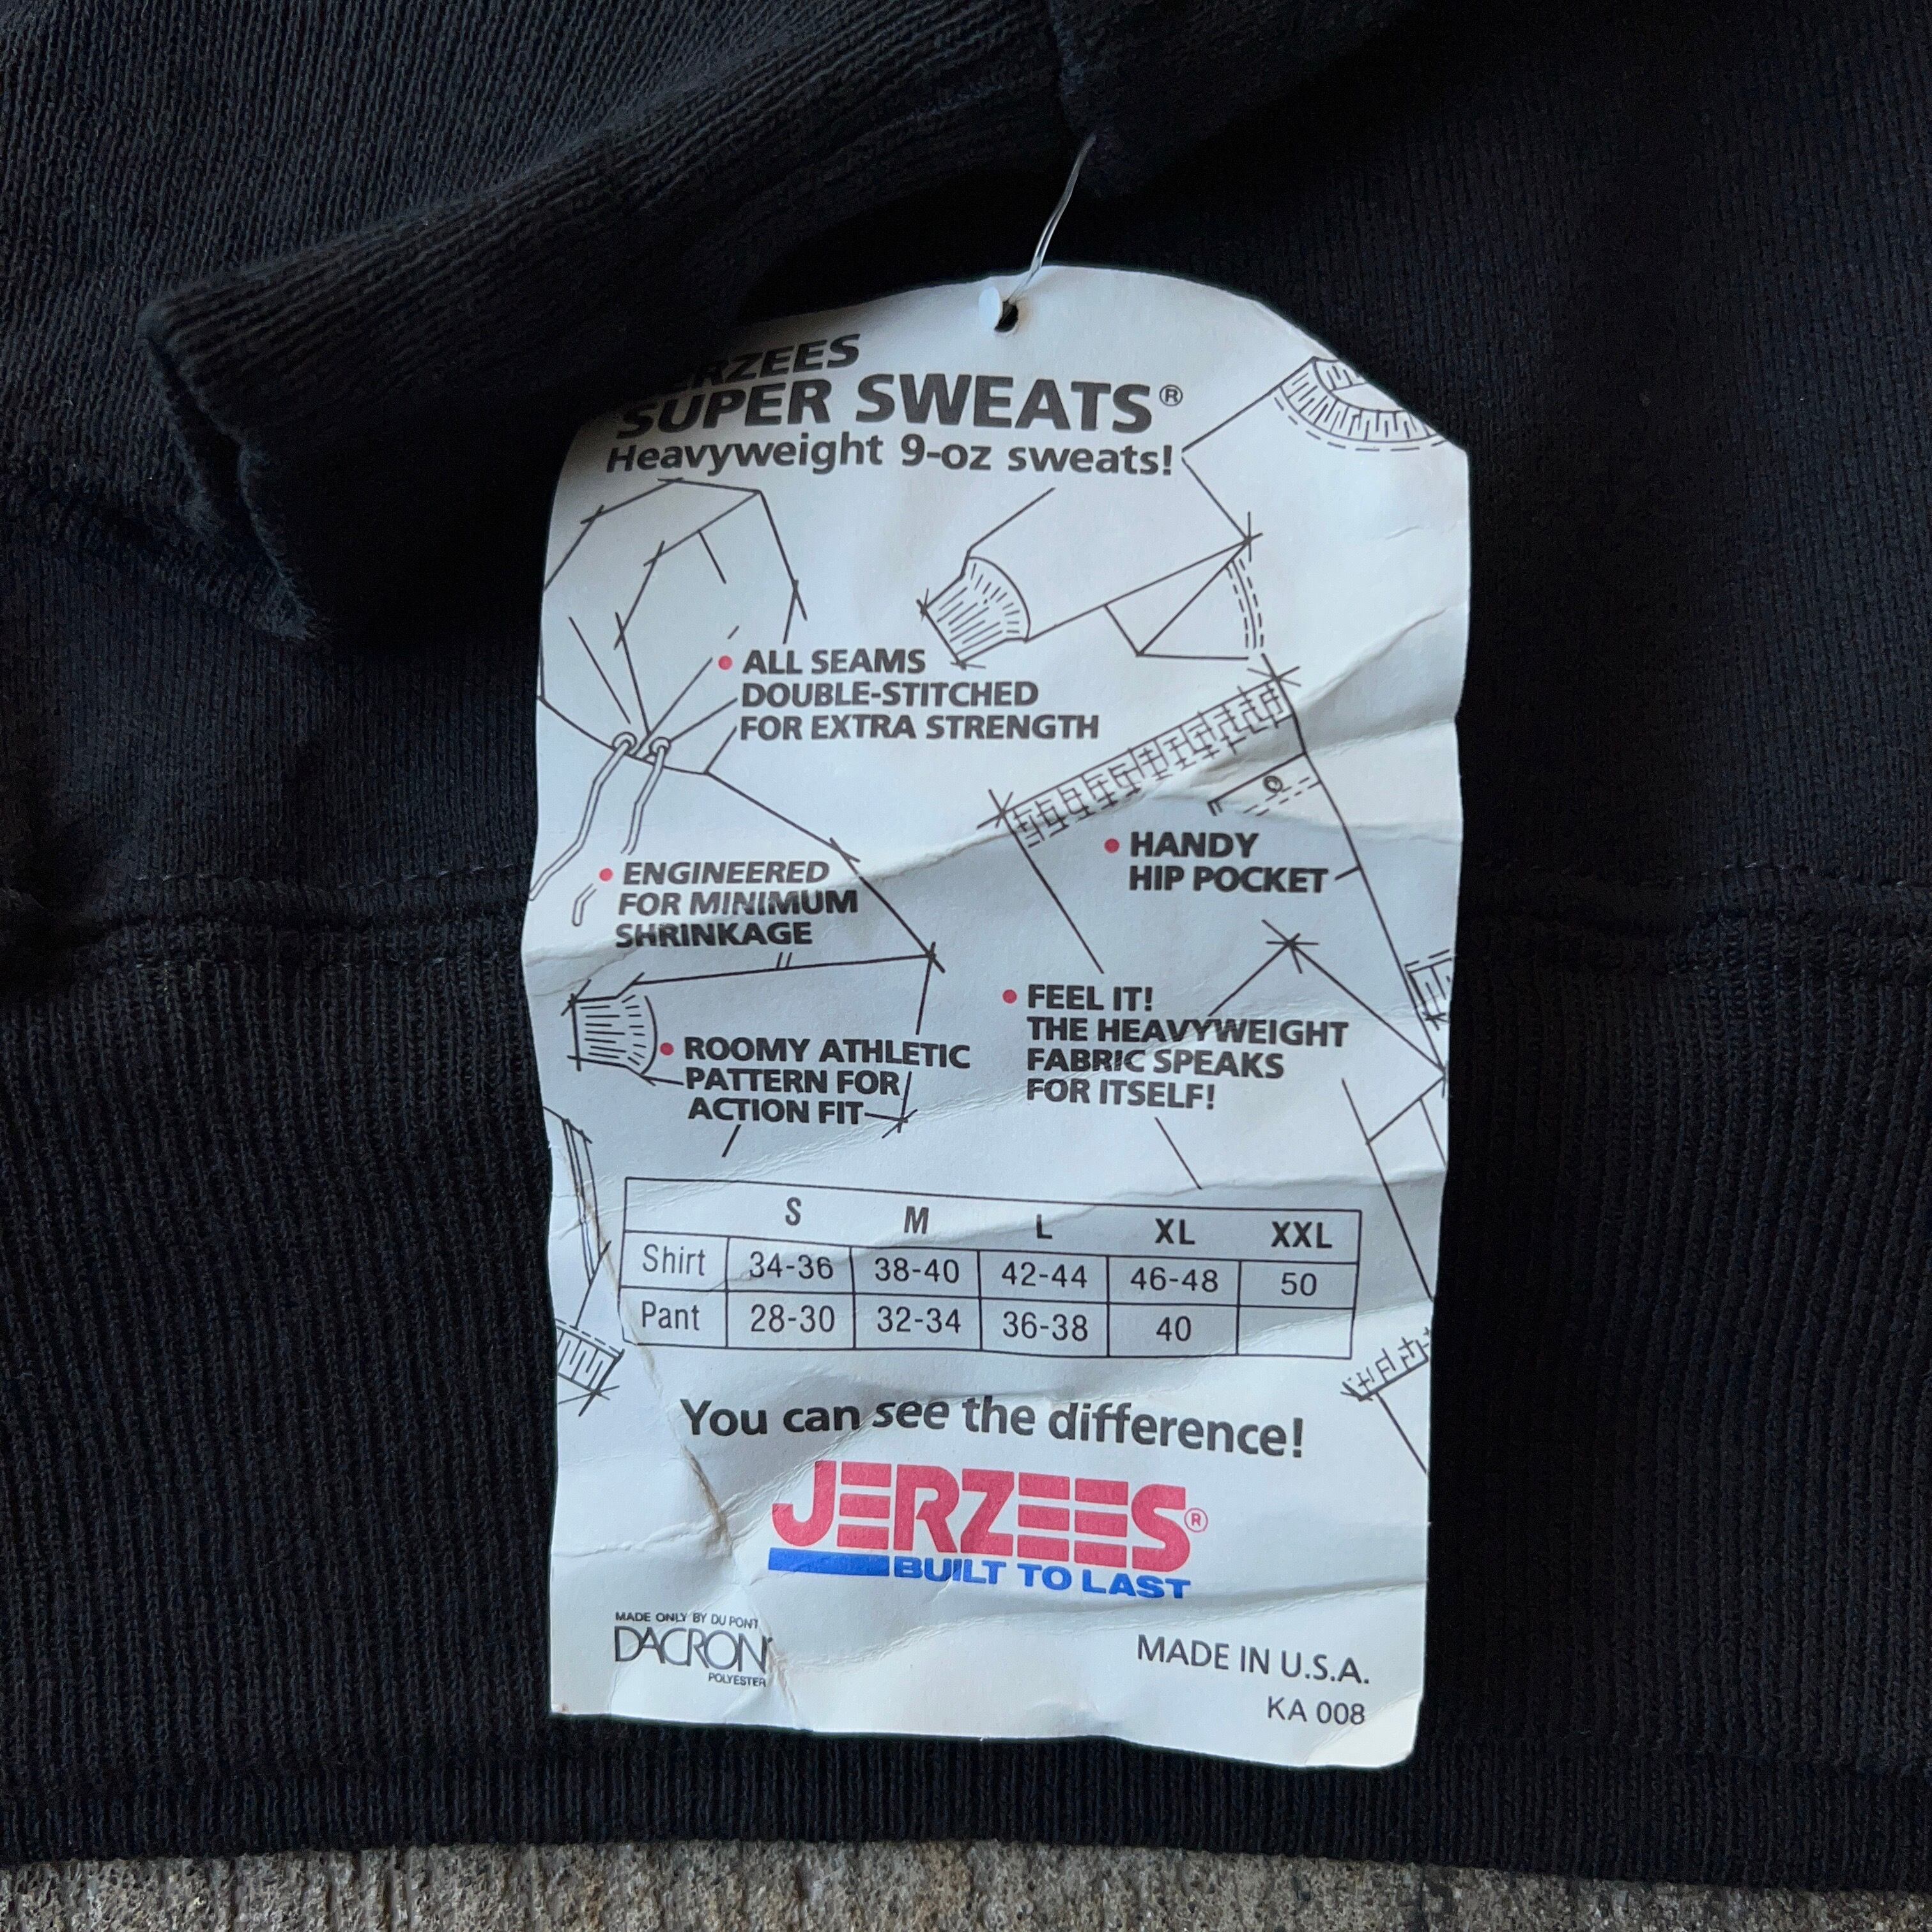 JERZEES
SUPER SWEATS®
Heavyweight 9-oz sweats!
• ALL SEAMS
DOUBLE-STITCHED
FOR EXTRA STRENGTH
• HANDY
HIP POCKET
• ENGINEERED
FOR MINIMUM
SHRINKAGE
• FEEL IT!
THE HEAVYWEIGHT
FABRIC SPEAKS
FOR ITSELF!
• ROOMY ATHLETIC
PATTERN FOR
ACTION FIT
S M L XL XXL
Shirt 34-36 38-40 42-44 46-48 50
Pant 28-30 32-34 36-38 40
You can see the difference!
JERZEES®
BUILT TO LAST
MADE ONLY BY DU PONT
DACRON
POLYESTER
MADE IN U.S.A.
KA 008